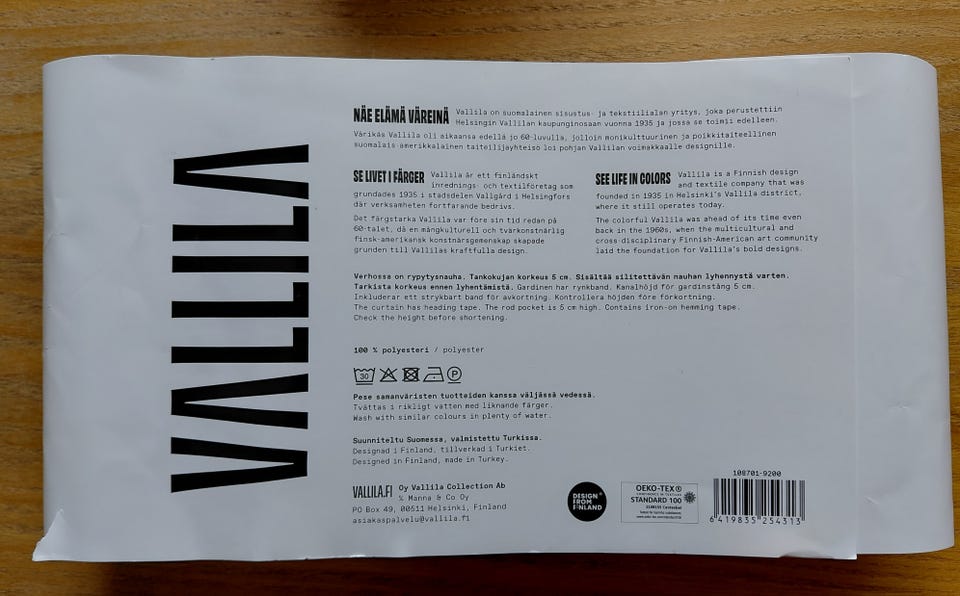 VALLILA
NÄE ELÄMÄ VÄREINÄ Vallila on suomalainen sisustus- ja tekstiilialan yritys, joka perustettiin
Helsingin Vallilan kaupunginosaan vuonna 1935 ja jossa se toimii edelleen.
Värikäs Vallila oli aikaansa edellä jo 60-luvulla, jolloin monikulttuurinen ja poikkitaiteellinen
suomalais-amerikkalainen taiteilijayhteisö loi pohjan Vallilan voimakkaalle designille.
SE LIVET I FÄRGER Vallila är ett finländskt
inrednings- och textilföretag som
grundades 1935 i stadsdelen Vallgård i Helsingfors
där verksamheten fortfarande bedrivs.
Det färgstarka Vallila var före sin tid redan på
60-talet, då en mångkulturell och tvärkonstnärlig
finsk-amerikansk konstnärsgemenskap skapade
grunden till Vallilas kraftfulla design.
SEE LIFE IN COLORS Vallila is a Finnish design
and textile company that was
founded in 1935 in Helsinki's Vallila district,
where it still operates today.
The colorful Vallila was ahead of its time even
back in the 1960s, when the multicultural and
cross disciplinary Finnish-American art community
laid the foundation for Vallila's bold designs.
Verhossa on rypytysnauha. Tankokujan korkeus 5 cm. Sisältää silitettävän nauhan lyhennystä varten.
Tarkista korkeus ennen lyhentämistä. Gardinen har rynkband. Kanalhöjd för gardinstång 5 cm.
Inkluderar ett strykbart band för avkortning. Kontrollera höjden före förkortning.
The curtain has heading tape. The rod pocket is 5 cm high. Contains iron-on hemming tape.
Check the height before shortening.
100 % polyesteri / polyester
30 P
Pese samanväristen tuotteiden kanssa väljässä vedessä.
Tvättas i rikligt vatten med liknande färger.
Wash with similar colours in plenty of water.
Suunniteltu Suomessa, valmistettu Turkissa.
Designad i Finland, tillverkad i Turkiet.
Designed in Finland, made in Turkey.
VALLILA.FI Oy Vallila Collection Ab
℅ Manna & Co Oy
PO Box 49, 00511 Helsinki, Finland
asiakaspalvelu@vallila.fi
DESIGN
FROM
FINLAND
OEKO-TEX®
CONFIDENCE IN TEXTILES
STANDARD 100
108701-9200
6 419835 254313